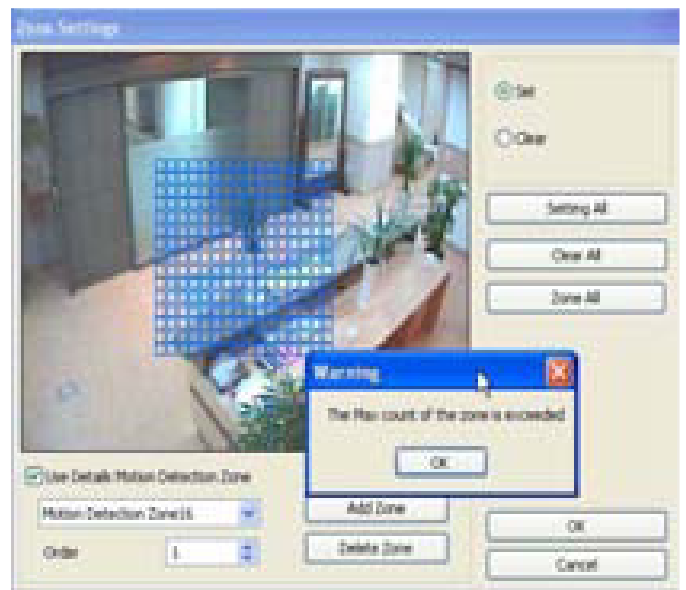 Zone Settings
Set
Clear
Setting All
Clear All
Zone All
Warning
The Max count of the zone is exceeded
OK
Use Details Motion Detection Zone
Motion Detection Zone16
Add Zone
Order
1
Delete Zone
OK
Cancel